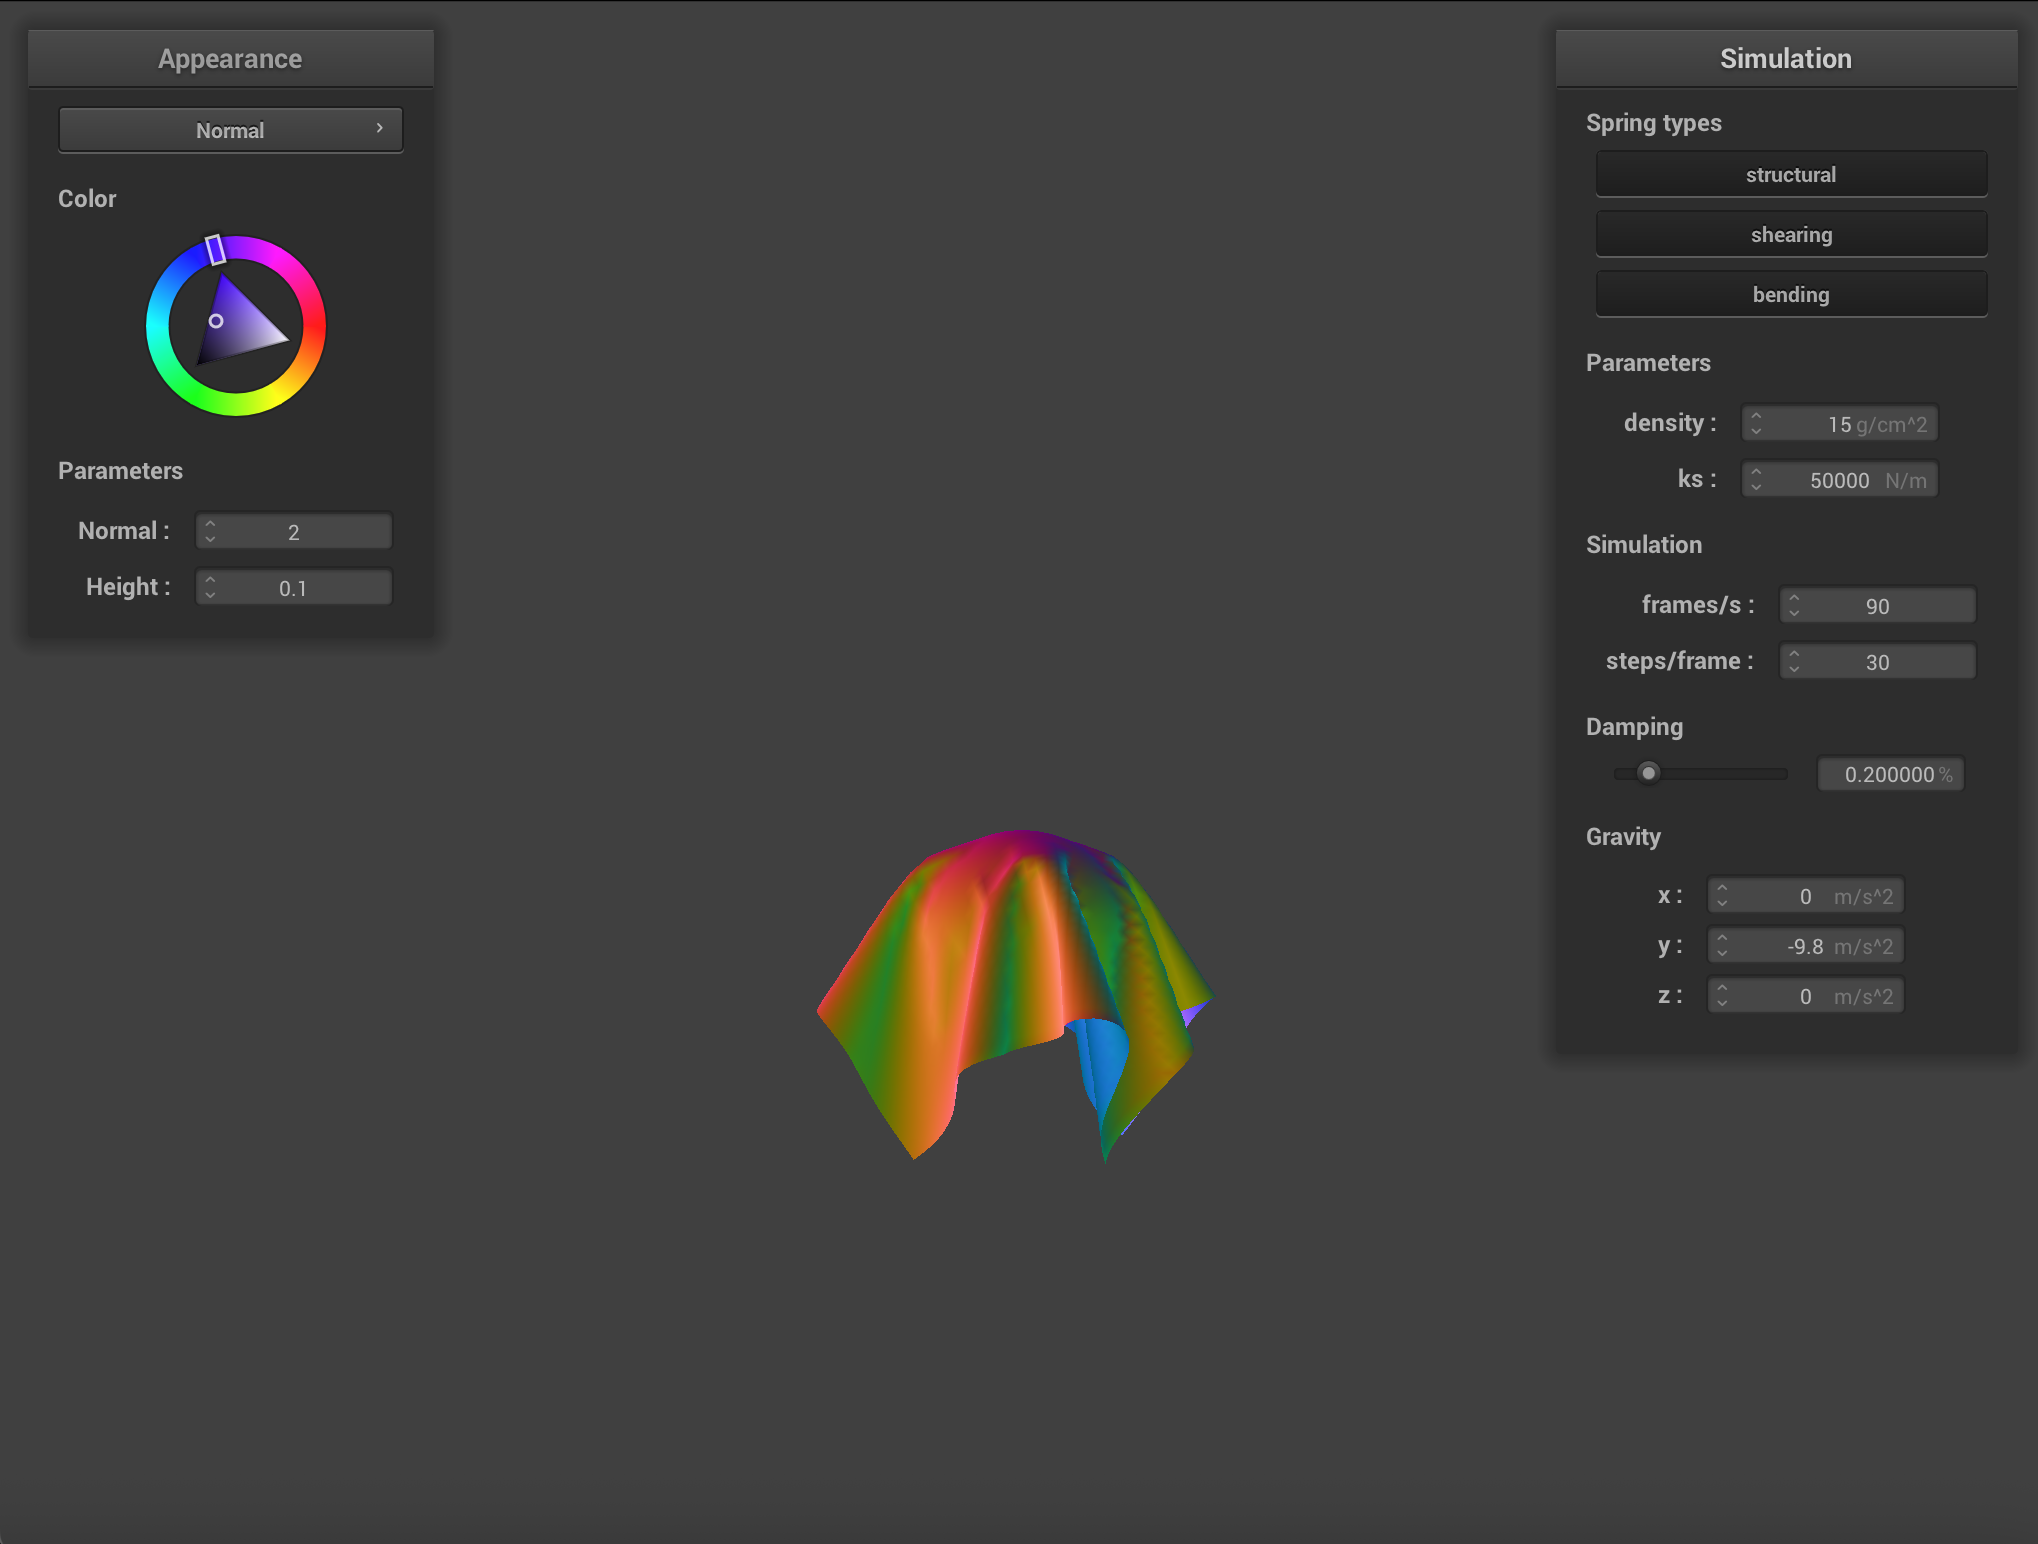 Appearance
Normal
Color
Parameters
Normal : 2
Height : 0.1
Simulation
Spring types
structural
shearing
bending
Parameters
density : 15 g/cm^2
ks : 50000 N/m
Simulation
frames/s : 90
steps/frame : 30
Damping
0.200000 %
Gravity
x : 0 m/s^2
y : -9.8 m/s^2
z : 0 m/s^2